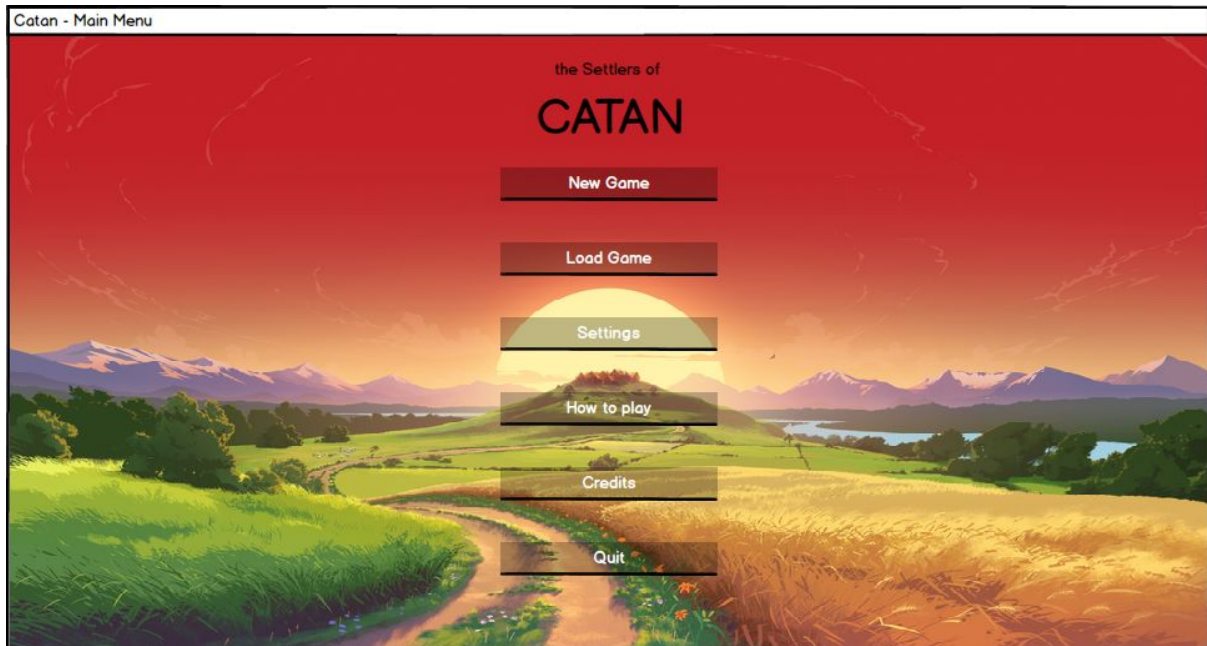 Catan - Main Menu
the Settlers of
CATAN
New Game
Load Game
Settings
How to play
Credits
Quit